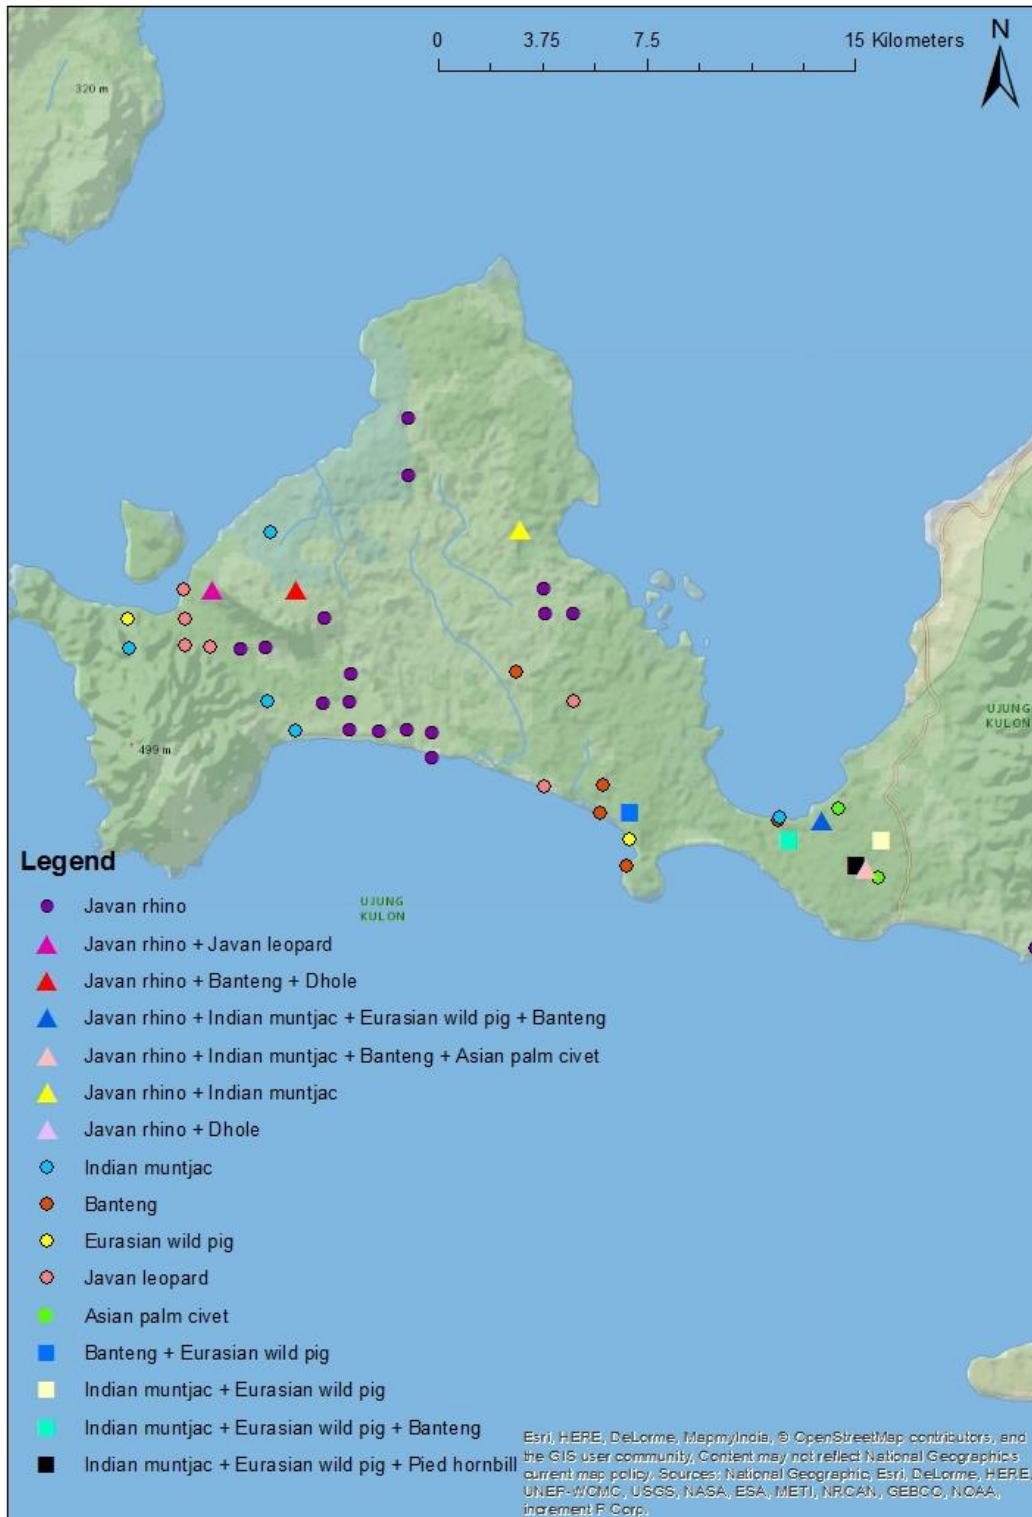 0 3.75 7.5 15 Kilometers
N
320 m
UJUNG
KULON
499 m
Legend
UJUNG
KULON
Javan rhino
Javan rhino + Javan leopard
Javan rhino + Banteng + Dhole
Javan rhino + Indian muntjac + Eurasian wild pig + Banteng
Javan rhino + Indian muntjac + Banteng + Asian palm civet
Javan rhino + Indian muntjac
Javan rhino + Dhole
Indian muntjac
Banteng
Eurasian wild pig
Javan leopard
Asian palm civet
Banteng + Eurasian wild pig
Indian muntjac + Eurasian wild pig
Indian muntjac + Eurasian wild pig + Banteng
Indian muntjac + Eurasian wild pig + Pied hornbill
Esri, HERE, DeLorme, MapmyIndia, © OpenStreetMap contributors, and
the GIS user community, Content may not reflect National Geographic's
current map policy. Sources: National Geographic, Esri, DeLorme, HERE,
UNEP-WCMC, USGS, NASA, ESA, METI, NRCAN, GEBCO, NOAA,
increment P Corp.